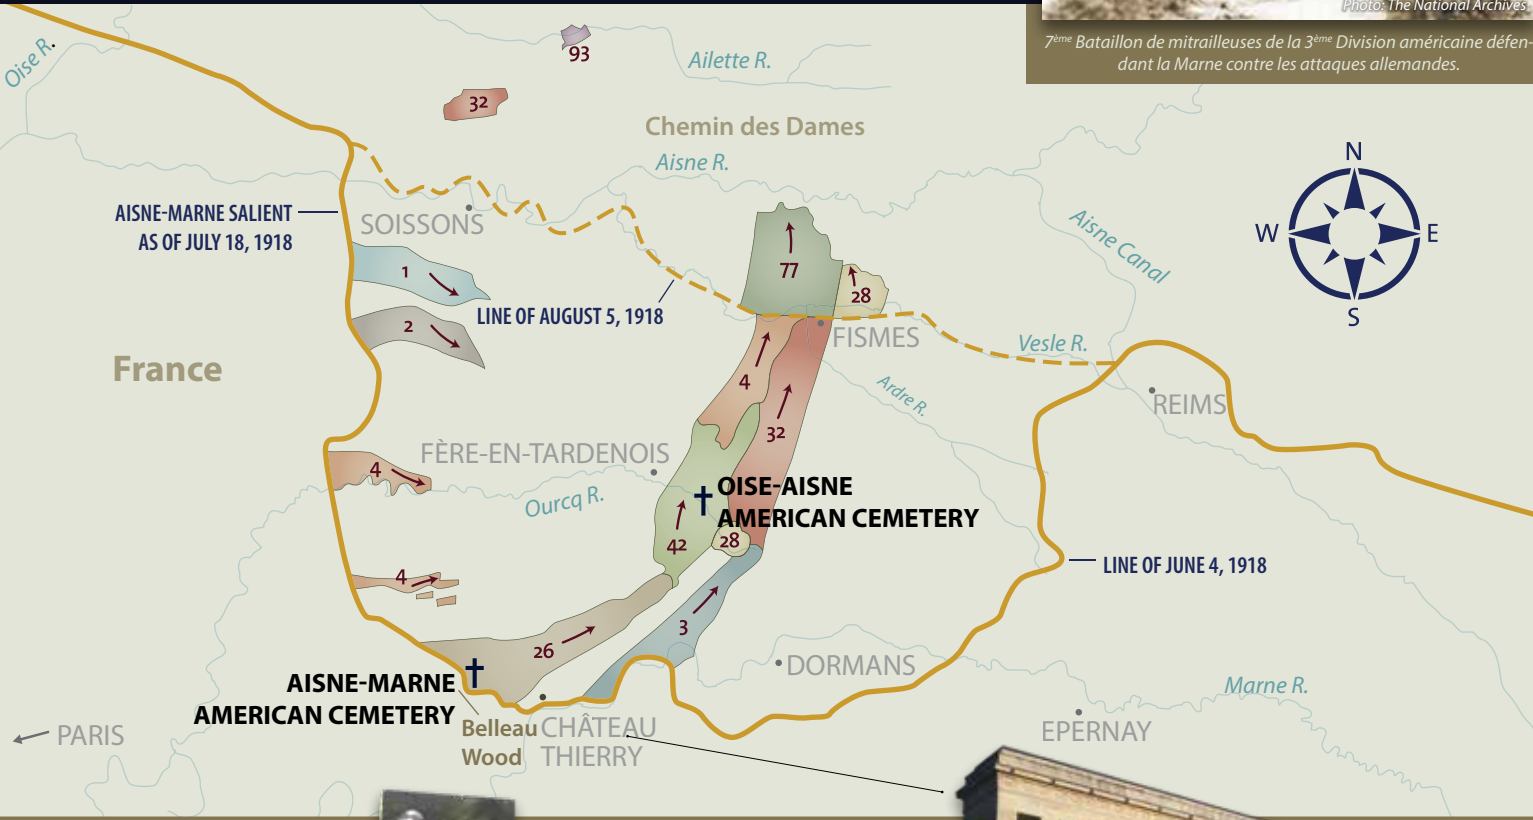 Photo: The National Archives
7ème Bataillon de mitrailleuses de la 3ème Division américaine défen-
dant la Marne contre les attaques allemandes.
Oise R.
93
Ailette R.
32
Chemin des Dames
Aisne R.
N
W
E
S
AISNE-MARNE SALIENT
AS OF JULY 18, 1918
SOISSONS
Aisne Canal
1
77
28
2
LINE OF AUGUST 5, 1918
FISMES
Vesle R.
France
4
Ardre R.
REIMS
32
FÈRE-EN-TARDENOIS
4
Ourcq R.
OISE-AISNE
AMERICAN CEMETERY
42
28
4
LINE OF JUNE 4, 1918
3
26
DORMANS
AISNE-MARNE
AMERICAN CEMETERY
Marne R.
PARIS
Belleau
Wood
CHÂTEAU
THIERRY
EPERNAY